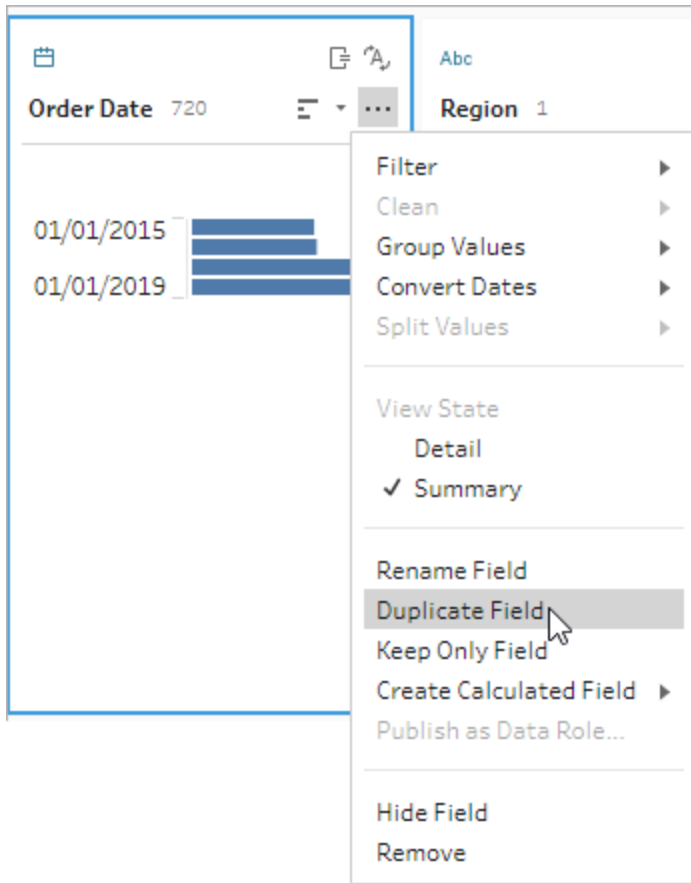 Abc
Order Date 720
Region 1
01/01/2015
01/01/2019
Filter
Clean
Group Values
Convert Dates
Split Values
View State
Detail
Summary
Rename Field
Duplicate Field
Keep Only Field
Create Calculated Field
Publish as Data Role...
Hide Field
Remove